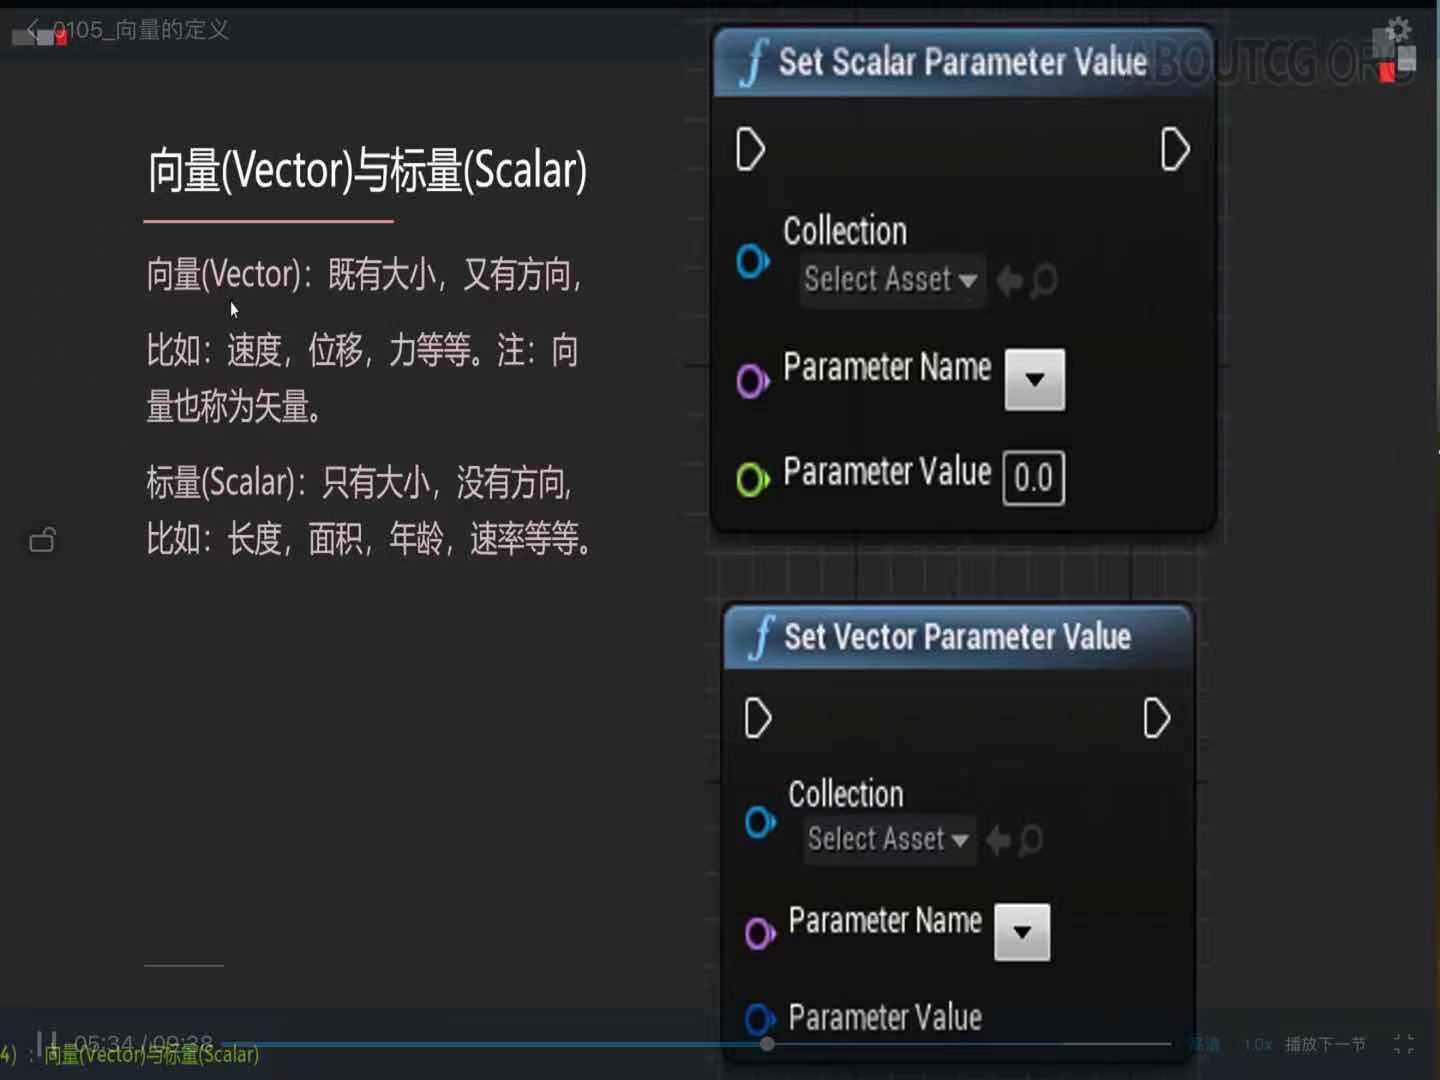 0105_向量的定义
ABOUTCG.ORG
向量(Vector)与标量(Scalar)
向量(Vector)：既有大小，又有方向，
比如：速度，位移，力等等。注：向
量也称为矢量。
标量(Scalar)：只有大小，没有方向，
比如：长度，面积，年龄，速率等等。
f Set Scalar Parameter Value
Collection
Select Asset
Parameter Name
Parameter Value 0.0
f Set Vector Parameter Value
Collection
Select Asset
Parameter Name
Parameter Value
05:34 / 09:38
4）：向量(Vector)与标量(Scalar)
1.0x 播放下一节